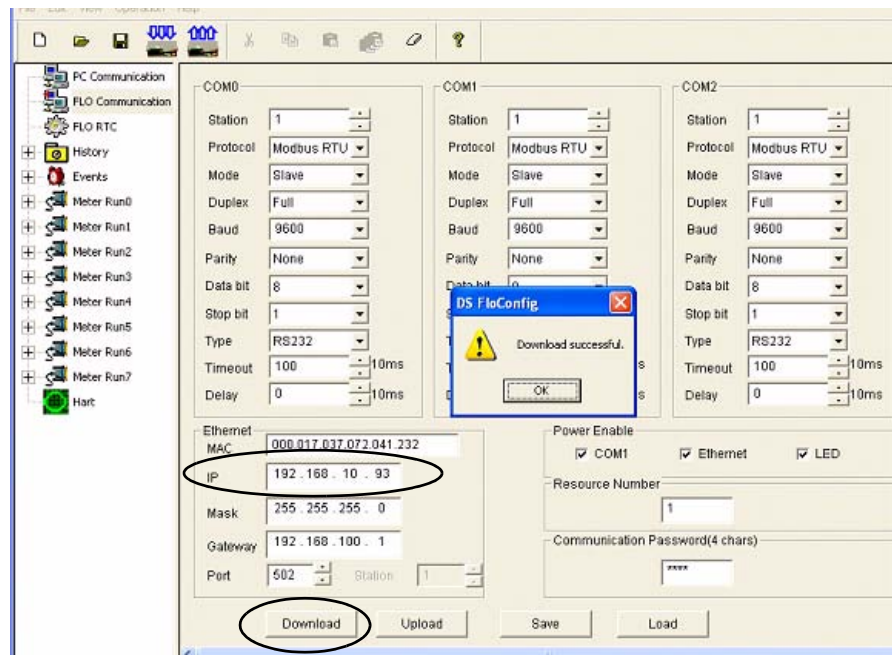 File Edit View Operation Help
PC Communication
FLO Communication
FLO RTC
History
Events
Meter Run0
Meter Run1
Meter Run2
Meter Run3
Meter Run4
Meter Run5
Meter Run6
Meter Run7
Hart
COM0
Station 1
Protocol Modbus RTU
Mode Slave
Duplex Full
Baud 9600
Parity None
Data bit 8
Stop bit 1
Type RS232
Timeout 100 10ms
Delay 0 10ms
COM1
Station 1
Protocol Modbus RTU
Mode Slave
Duplex Full
Baud 9600
Parity None
Data bit
DS FloConfig
Download successful.
OK
COM2
Station 1
Protocol Modbus RTU
Mode Slave
Duplex Full
Baud 9600
Parity None
Data bit 8
Stop bit 1
Type RS232
Timeout 100 10ms
Delay 0 10ms
Ethernet
MAC 000.017.037.072.041.232
IP 192 . 168 . 10 . 93
Mask 255 . 255 . 255 . 0
Gateway 192 . 168 . 100 . 1
Port 502 Station 1
Power Enable
COM1 Ethernet LED
Resource Number
1
Communication Password(4 chars)
****
Download Upload Save Load